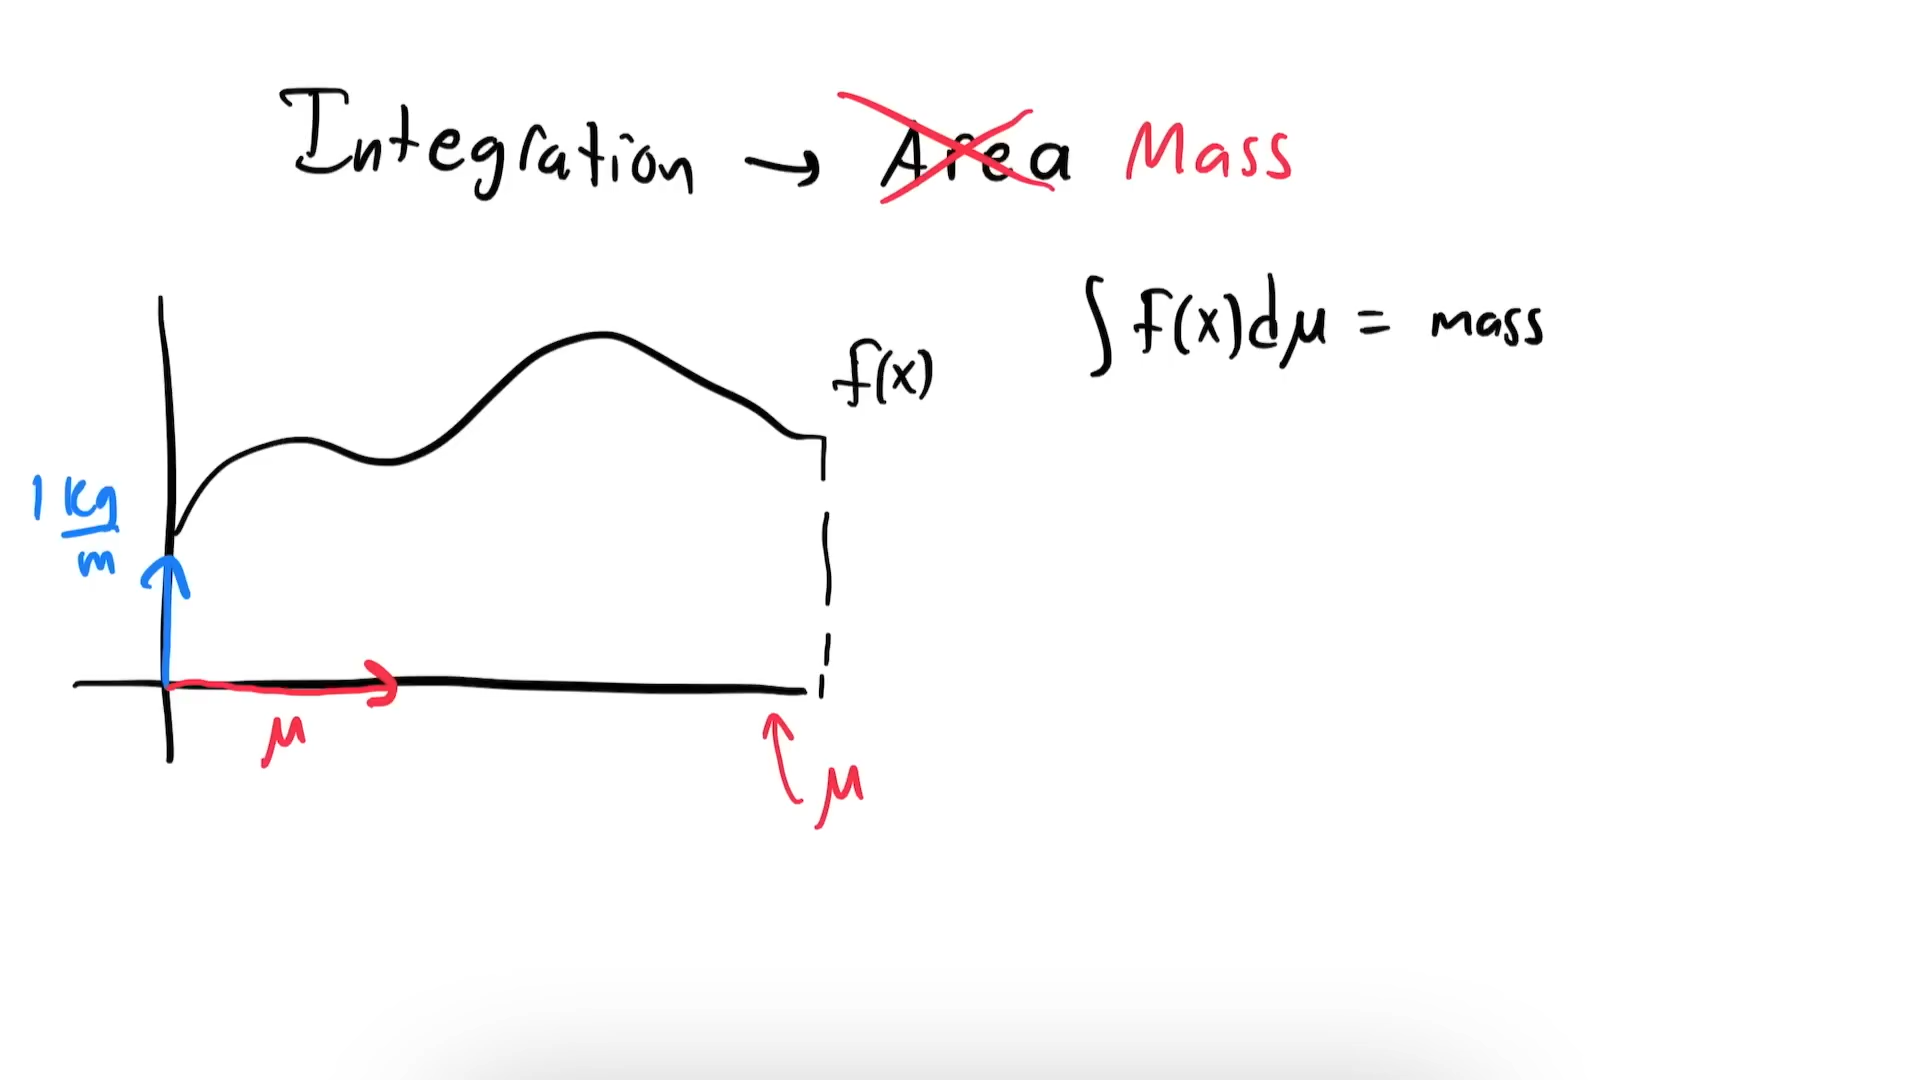 Integration → Area Mass
∫ f(x)dμ = mass
f(x)
1 kg/m
μ
μ